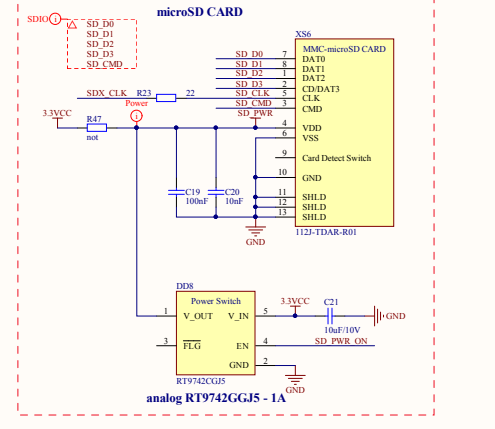 microSD CARD
SDIO i
SD_D0
SD_D1
SD_D2
SD_D3
SD_CMD
XS6
MMC-microSD CARD
SD_D0 7 DAT0
SD_D1 8 DAT1
SD_D2 1 DAT2
SD_D3 2 CD/DAT3
SDX_CLK R23 22 SD_CLK 5 CLK
SD_CMD 3 CMD
Power
i
3.3VCC
R47
not
SD_PWR
4 VDD
6 VSS
9 Card Detect Switch
10 GND
11 SHLD
12 SHLD
13 SHLD
C19
100nF
C20
10nF
GND
112J-TDAR-R01
DD8
Power Switch
1 V_OUT V_IN 5
3 FLG EN 4
GND 2
3.3VCC
C21
10uF/10V
GND
SD_PWR_ON
GND
RT9742CGJ5
analog RT9742GGJ5 - 1A